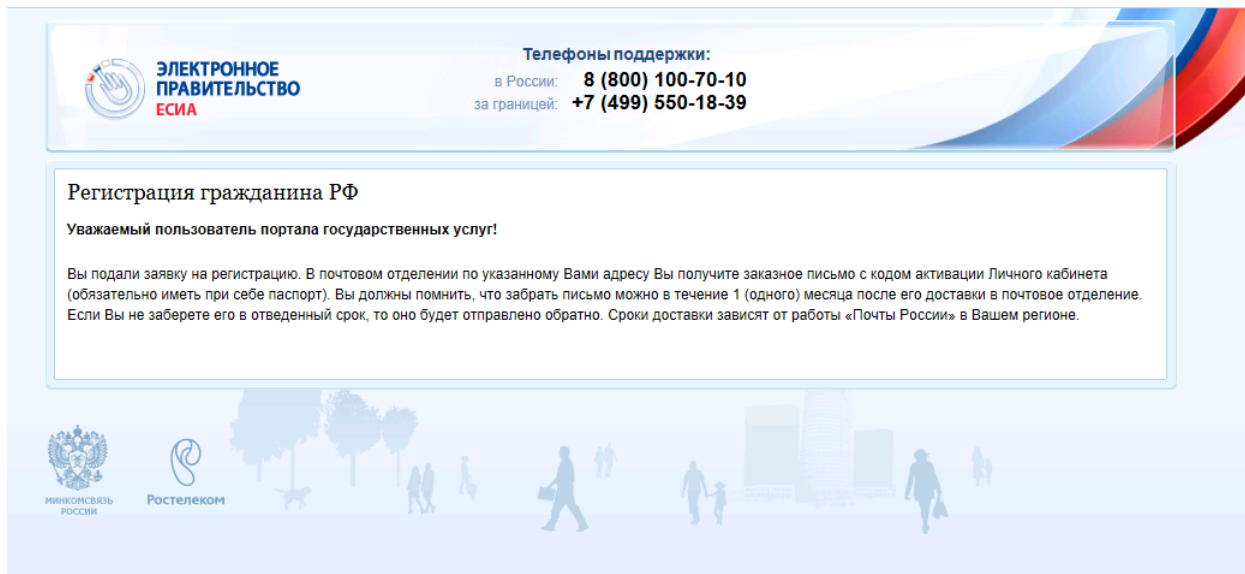 ЭЛЕКТРОННОЕ
ПРАВИТЕЛЬСТВО
ЕСИА
Телефоны поддержки:
в России: 8 (800) 100-70-10
за границей: +7 (499) 550-18-39
Регистрация гражданина РФ
Уважаемый пользователь портала государственных услуг!
Вы подали заявку на регистрацию. В почтовом отделении по указанному Вами адресу Вы получите заказное письмо с кодом активации Личного кабинета
(обязательно иметь при себе паспорт). Вы должны помнить, что забрать письмо можно в течение 1 (одного) месяца после его доставки в почтовое отделение.
Если Вы не заберете его в отведенный срок, то оно будет отправлено обратно. Сроки доставки зависят от работы «Почты России» в Вашем регионе.
МИНКОМСВЯЗЬ
РОССИИ
Ростелеком